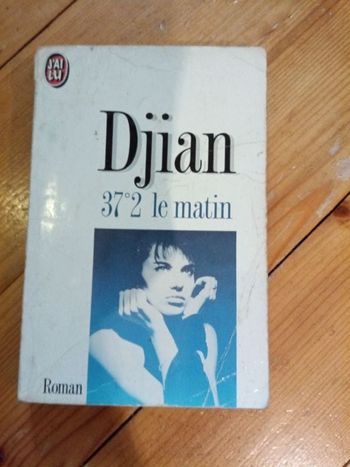 J'AI
LU
Djian
37°2 le matin
Roman